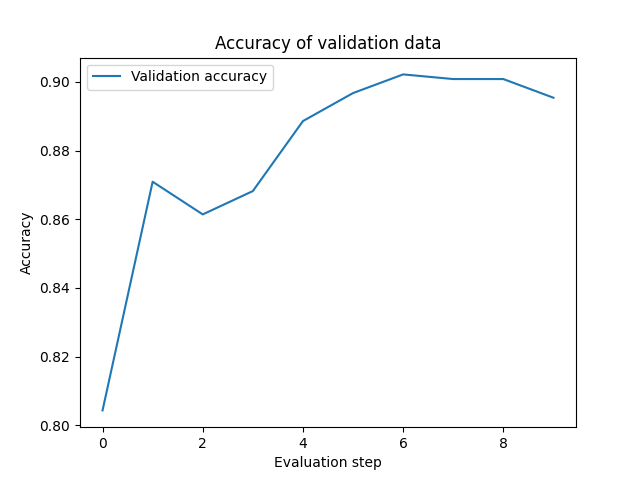 Accuracy of validation data
Validation accuracy
0.90
0.88
0.86
0.84
0.82
0.80
Accuracy
0 2 4 6 8
Evaluation step